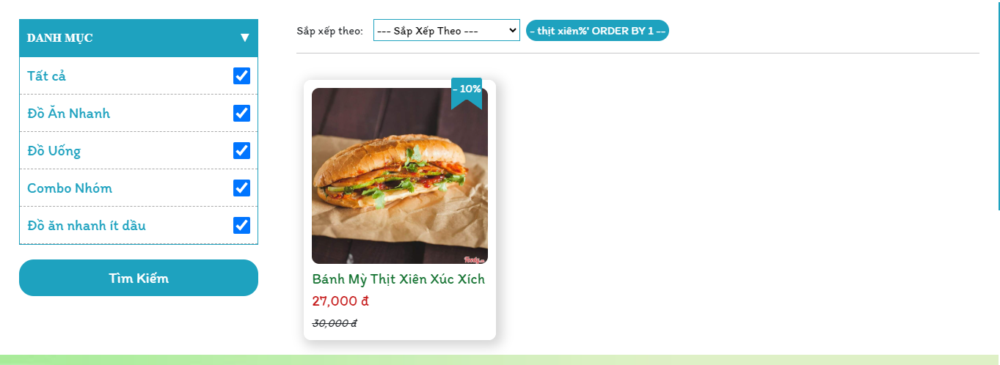 DANH MỤC ▼
Tất cả
Đồ Ăn Nhanh
Đồ Uống
Combo Nhóm
Đồ ăn nhanh ít dầu
Tìm Kiếm
Sắp xếp theo: --- Sắp Xếp Theo --- - thịt xiên%' ORDER BY 1 --
- 10%
Foody.vn
Bánh Mỳ Thịt Xiên Xúc Xích
27,000 đ
30,000 đ